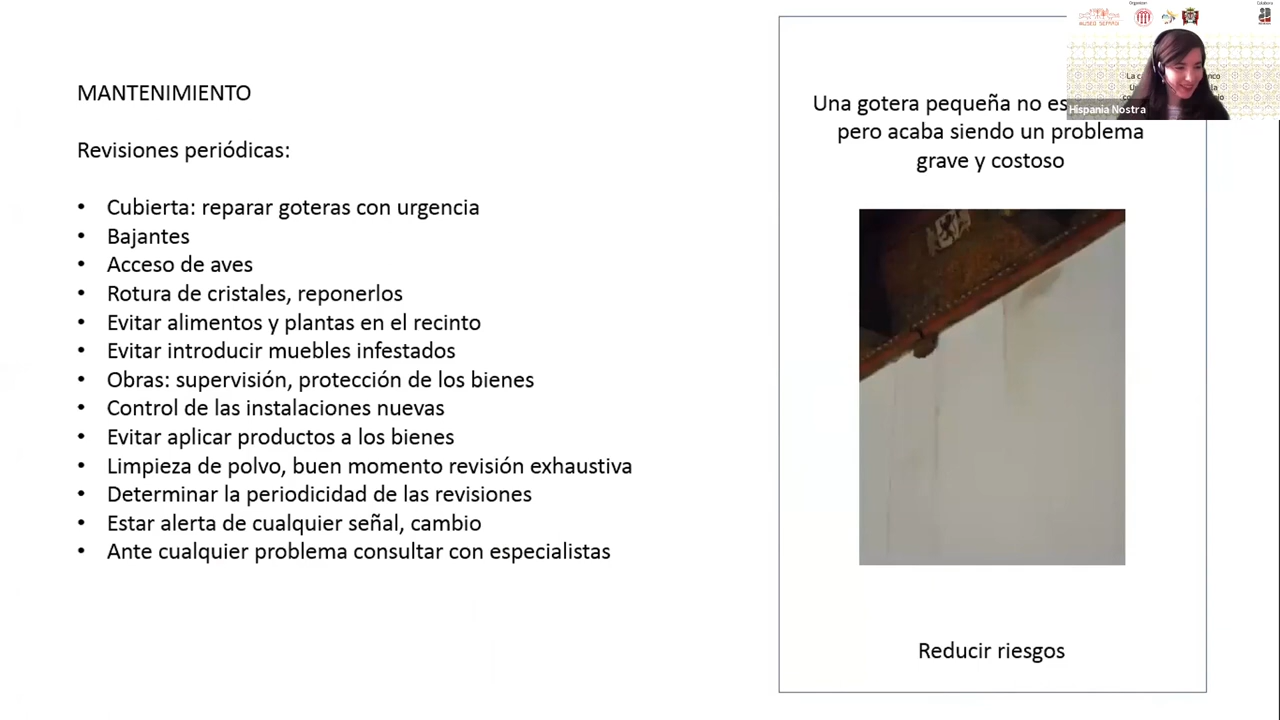 MANTENIMIENTO
Revisiones periódicas:
• Cubierta: reparar goteras con urgencia
• Bajantes
• Acceso de aves
• Rotura de cristales, reponerlos
• Evitar alimentos y plantas en el recinto
• Evitar introducir muebles infestados
• Obras: supervisión, protección de los bienes
• Control de las instalaciones nuevas
• Evitar aplicar productos a los bienes
• Limpieza de polvo, buen momento revisión exhaustiva
• Determinar la periodicidad de las revisiones
• Estar alerta de cualquier señal, cambio
• Ante cualquier problema consultar con especialistas
Una gotera pequeña no es
pero acaba siendo un problema
grave y costoso
Reducir riesgos
Organizan
Colabora
Hispania Nostra